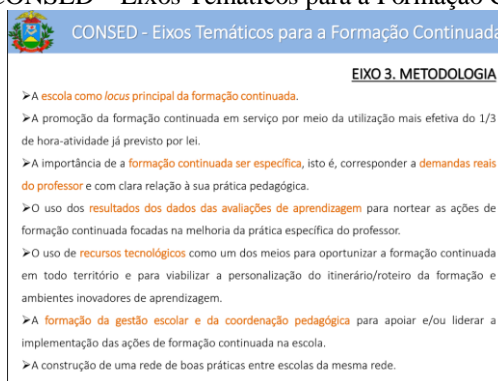 CONSED – Eixos Temáticos para a Formação C
CONSED - Eixos Temáticos para a Formação Continuada
EIXO 3. METODOLOGIA
➢A escola como locus principal da formação continuada.
➢A promoção da formação continuada em serviço por meio da utilização mais efetiva do 1/3
de hora-atividade já previsto por lei.
➢A importância de a formação continuada ser específica, isto é, corresponder a demandas reais
do professor e com clara relação à sua prática pedagógica.
➢O uso dos resultados dos dados das avaliações de aprendizagem para nortear as ações de
formação continuada focadas na melhoria da prática específica do professor.
➢O uso de recursos tecnológicos como um dos meios para oportunizar a formação continuada
em todo território e para viabilizar a personalização do itinerário/roteiro da formação e
ambientes inovadores de aprendizagem.
➢A formação da gestão escolar e da coordenação pedagógica para apoiar e/ou liderar a
implementação das ações de formação continuada na escola.
➢A construção de uma rede de boas práticas entre escolas da mesma rede.